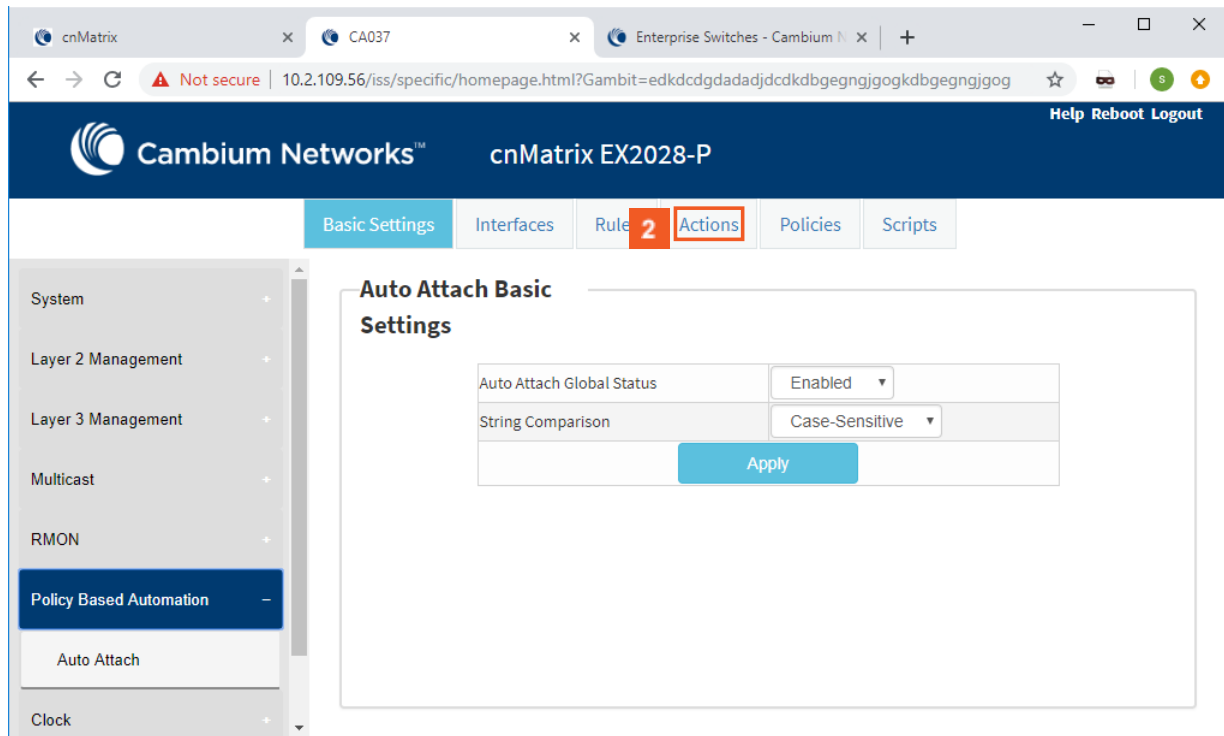 cnMatrix
CA037
Enterprise Switches - Cambium N
Not secure | 10.2.109.56/iss/specific/homepage.html?Gambit=edkdcdgdadadjdcdkdbgegngjgogkdbgegngjgog
S
Help Reboot Logout
Cambium Networks™ cnMatrix EX2028-P
Basic Settings Interfaces Rule 2 Actions Policies Scripts
System +
Layer 2 Management +
Layer 3 Management +
Multicast +
RMON +
Policy Based Automation –
Auto Attach
Clock +
Auto Attach Basic
Settings
Auto Attach Global Status Enabled
String Comparison Case-Sensitive
Apply